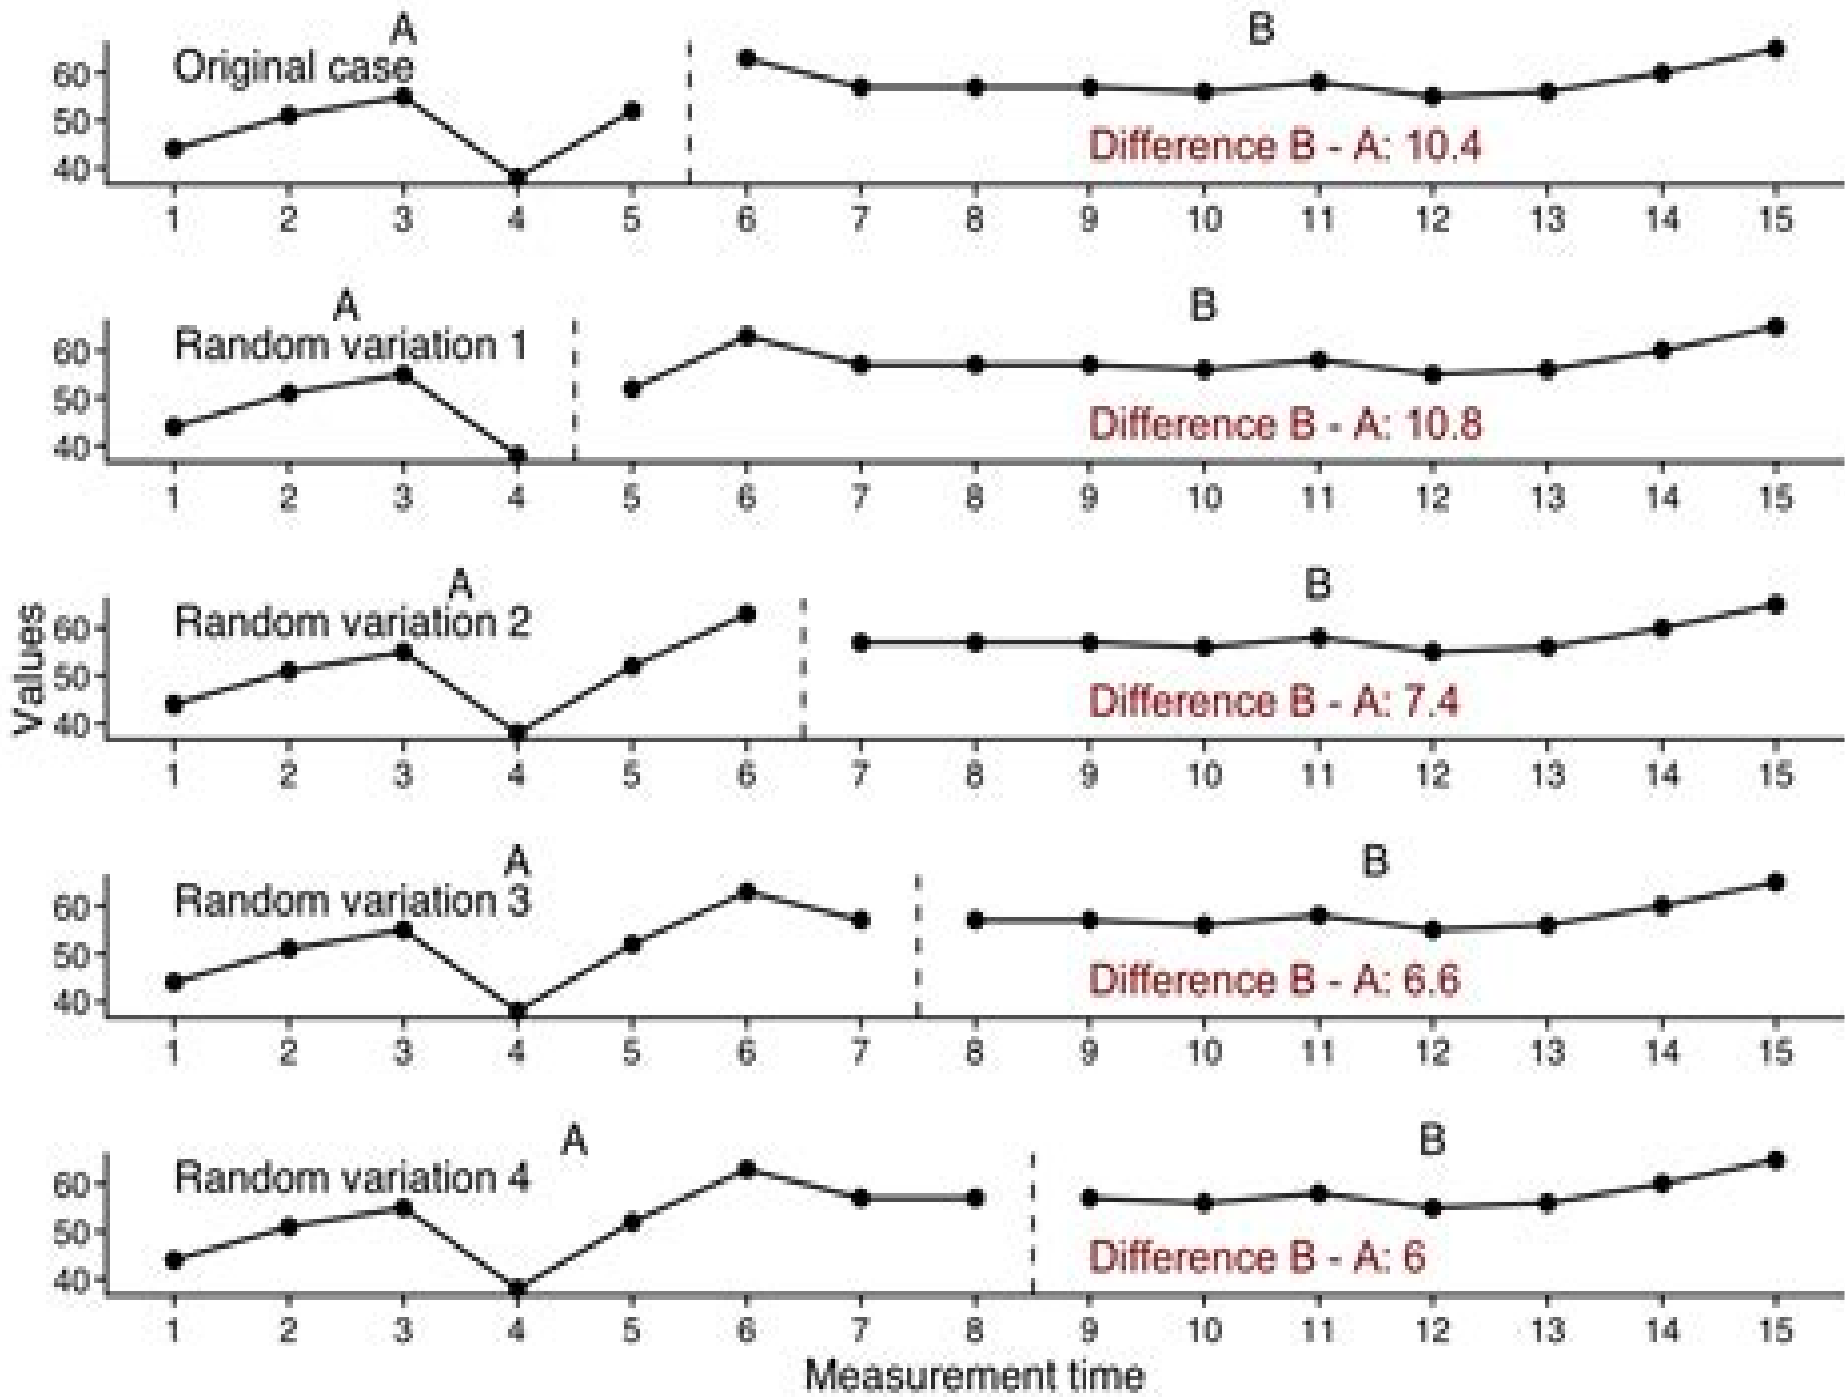 A B
Original case
60
50
40
Difference B - A: 10.4
1 2 3 4 5 6 7 8 9 10 11 12 13 14 15
A B
Random variation 1
60
50
40
Difference B - A: 10.8
1 2 3 4 5 6 7 8 9 10 11 12 13 14 15
Values
A B
Random variation 2
60
50
40
Difference B - A: 7.4
1 2 3 4 5 6 7 8 9 10 11 12 13 14 15
A B
Random variation 3
60
50
40
Difference B - A: 6.6
1 2 3 4 5 6 7 8 9 10 11 12 13 14 15
A B
Random variation 4
60
50
40
Difference B - A: 6
1 2 3 4 5 6 7 8 9 10 11 12 13 14 15
Measurement time